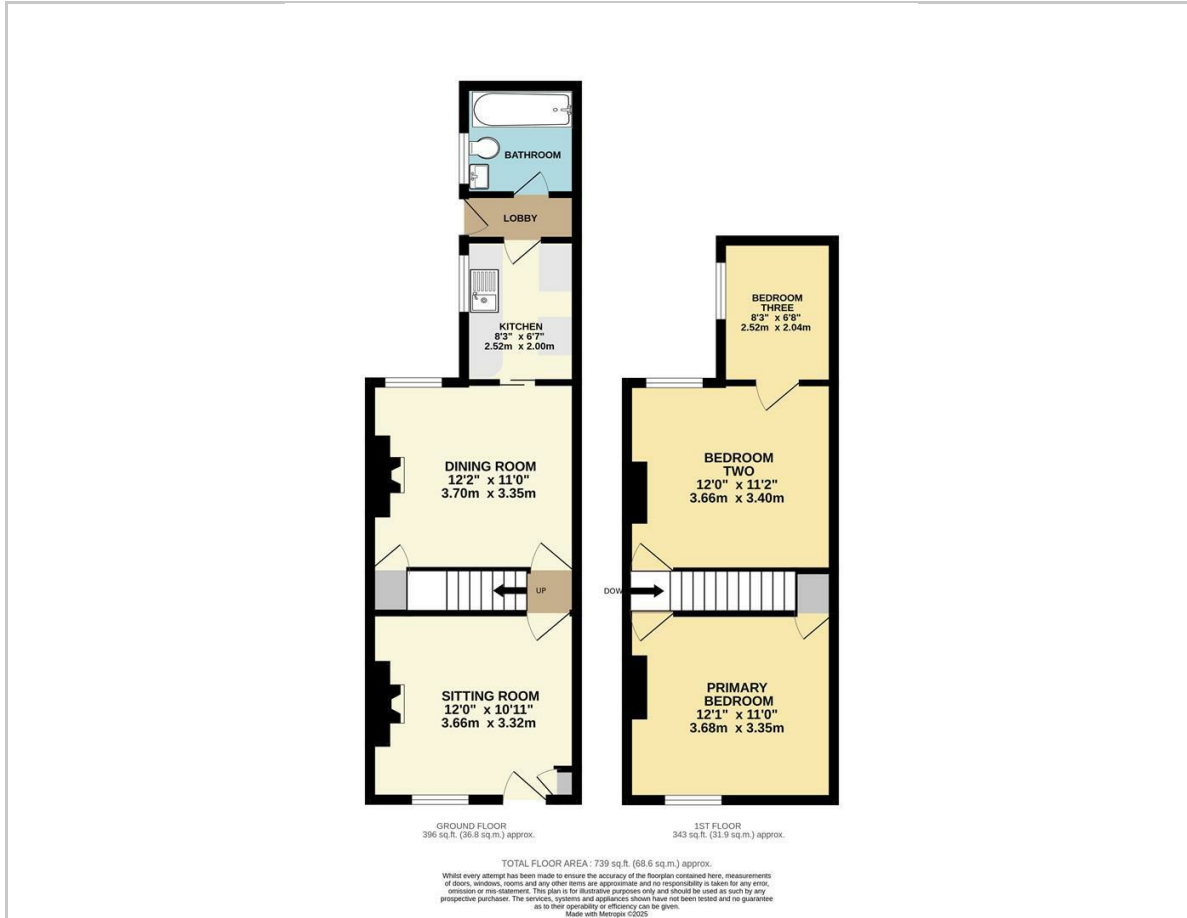 BATHROOM
LOBBY
KITCHEN
8'3" x 6'7"
2.52m x 2.00m
DINING ROOM
12'2" x 11'0"
3.70m x 3.35m
UP
SITTING ROOM
12'0" x 10'11"
3.66m x 3.32m
GROUND FLOOR
396 sq.ft. (36.8 sq.m.) approx.
BEDROOM
THREE
8'3" x 6'8"
2.52m x 2.04m
BEDROOM
TWO
12'0" x 11'2"
3.66m x 3.40m
DOW
PRIMARY
BEDROOM
12'1" x 11'0"
3.68m x 3.35m
1ST FLOOR
343 sq.ft. (31.9 sq.m.) approx.
TOTAL FLOOR AREA : 739 sq.ft. (68.6 sq.m.) approx.
Whilst every attempt has been made to ensure the accuracy of the floorplan contained here, measurements
of doors, windows, rooms and any other items are approximate and no responsibility is taken for any error,
omission or mis-statement. This plan is for illustrative purposes only and should be used as such by any
prospective purchaser. The services, systems and appliances shown have not been tested and no guarantee
as to their operability or efficiency can be given.
Made with Metropix ©2025